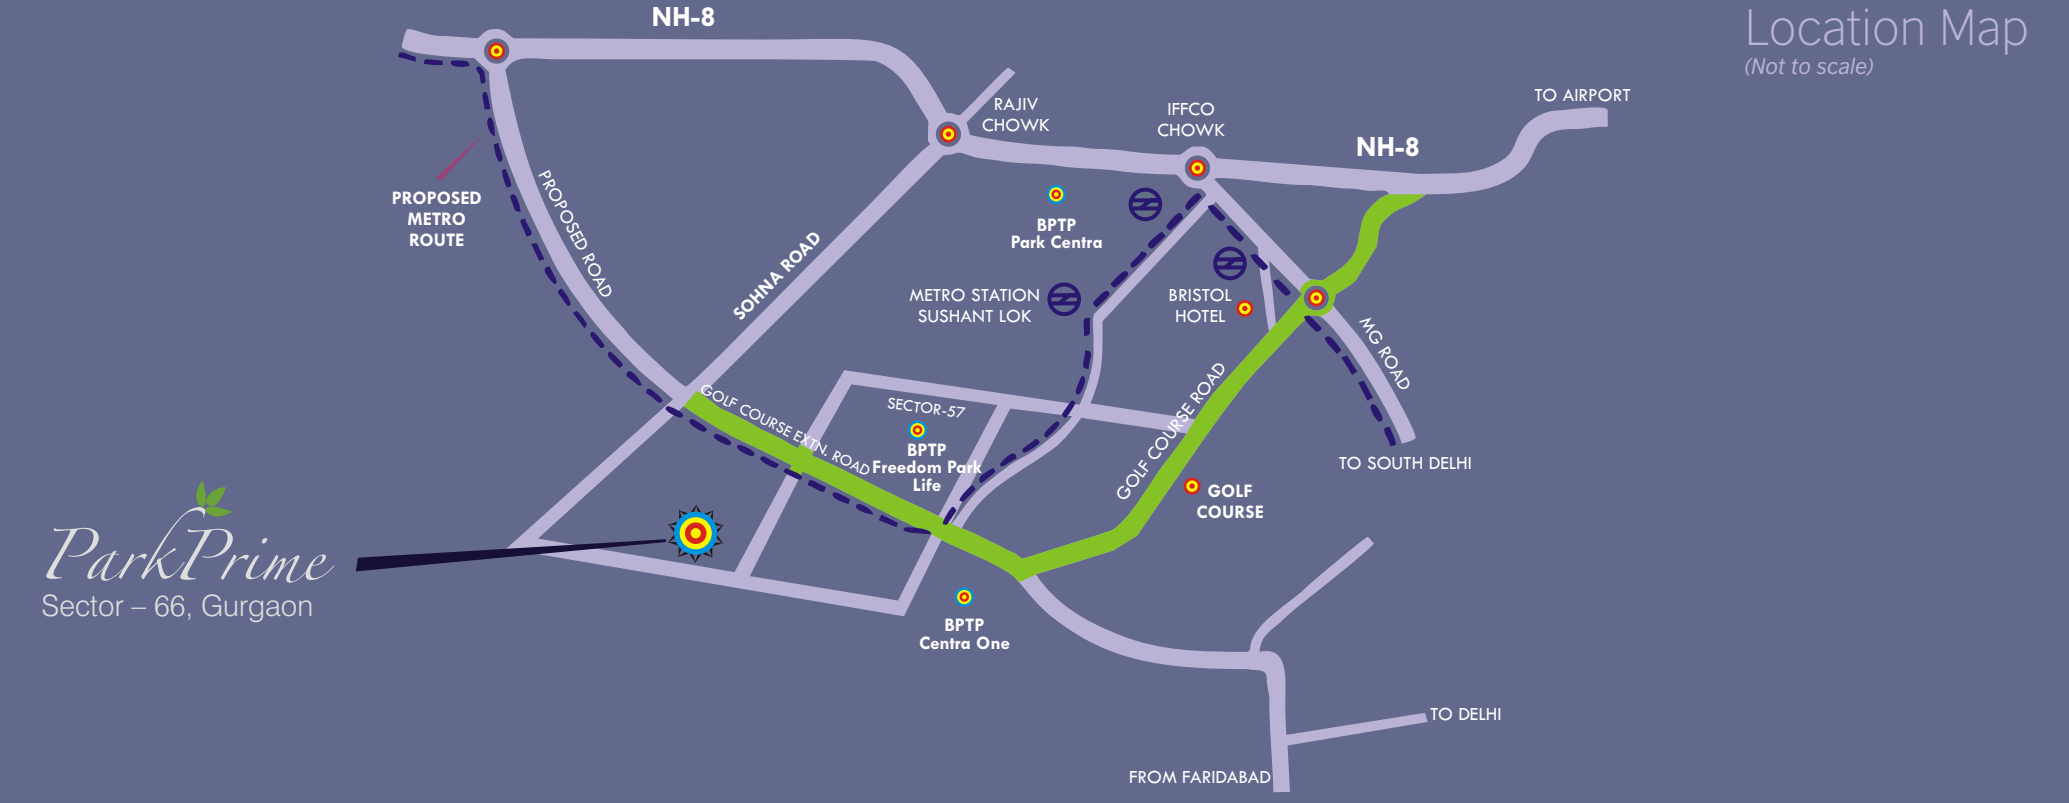 NH-8
Location Map
(Not to scale)
TO AIRPORT
RAJIV
CHOWK
IFFCO
CHOWK
NH-8
PROPOSED
METRO
ROUTE
PROPOSED ROAD
SOHNA ROAD
BPTP
Park Centra
METRO STATION
SUSHANT LOK
BRISTOL
HOTEL
MG ROAD
GOLF COURSE EXTN. ROAD
SECTOR-57
BPTP
Freedom Park
Life
GOLF COURSE ROAD
TO SOUTH DELHI
GOLF
COURSE
ParkPrime
Sector – 66, Gurgaon
BPTP
Centra One
TO DELHI
FROM FARIDABAD